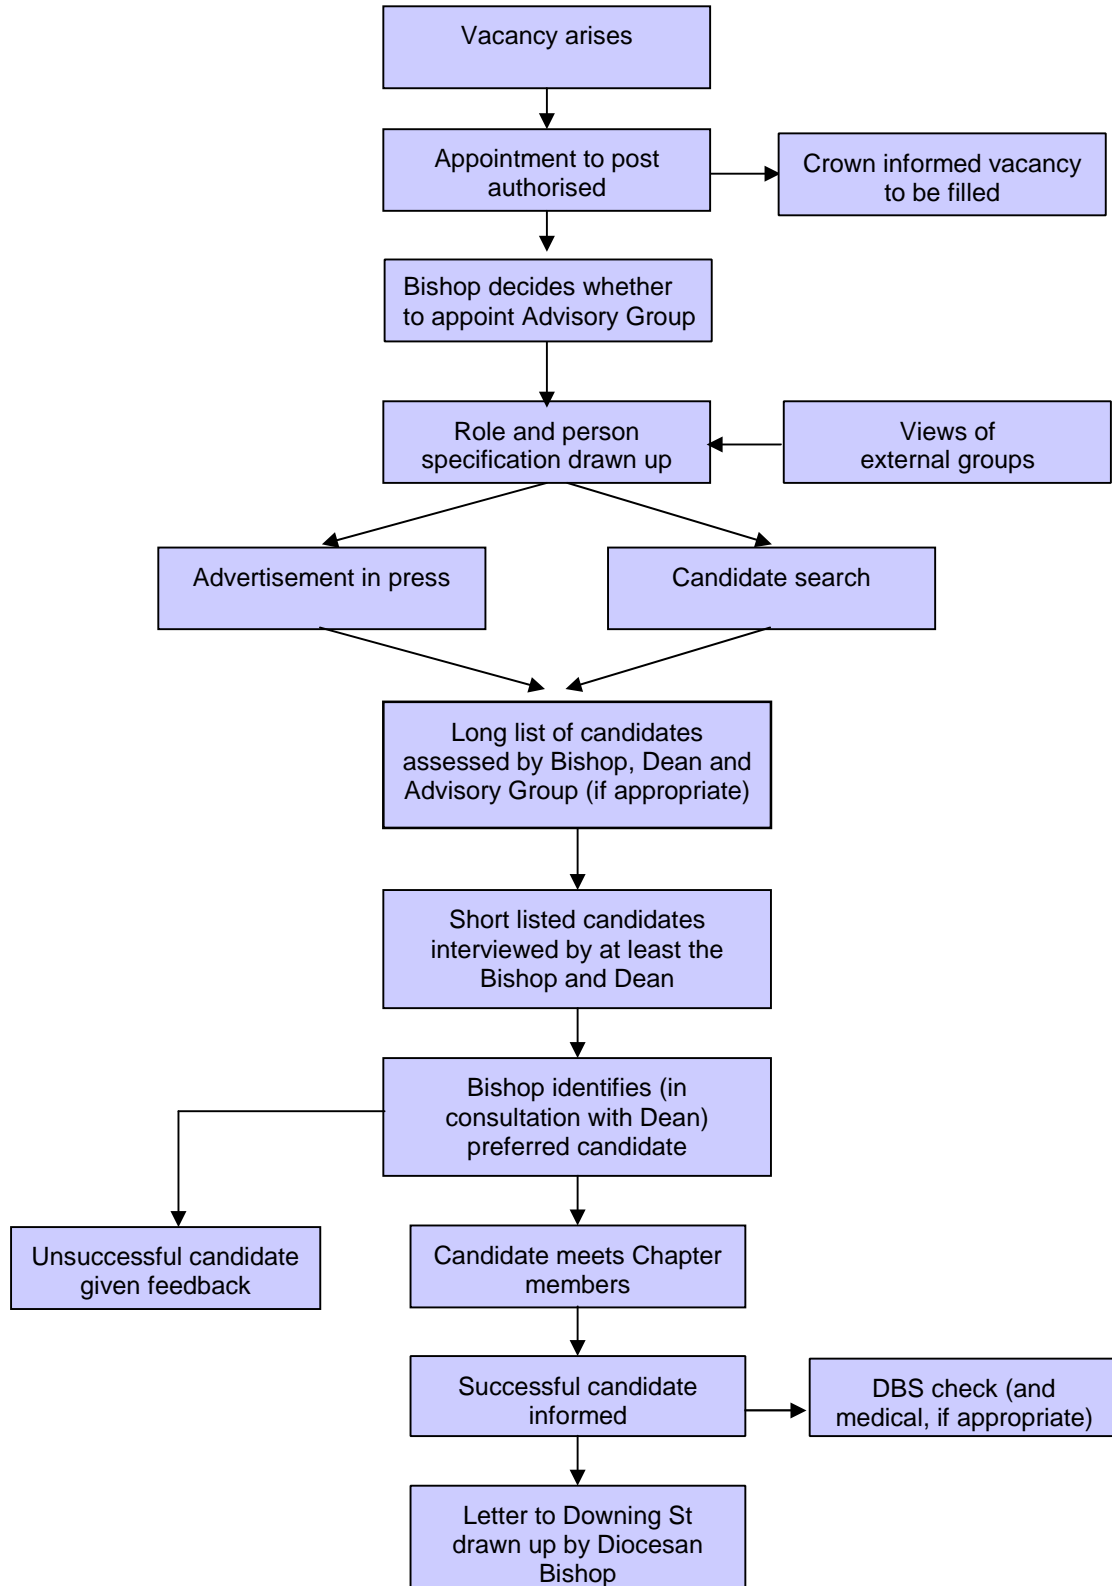 Vacancy arises
Appointment to post
authorised
Crown informed vacancy
to be filled
Bishop decides whether
to appoint Advisory Group
Role and person
specification drawn up
Views of
external groups
Advertisement in press
Candidate search
Long list of candidates
assessed by Bishop, Dean and
Advisory Group (if appropriate)
Short listed candidates
interviewed by at least the
Bishop and Dean
Bishop identifies (in
consultation with Dean)
preferred candidate
Unsuccessful candidate
given feedback
Candidate meets Chapter
members
Successful candidate
informed
DBS check (and
medical, if appropriate)
Letter to Downing St
drawn up by Diocesan
Bishop